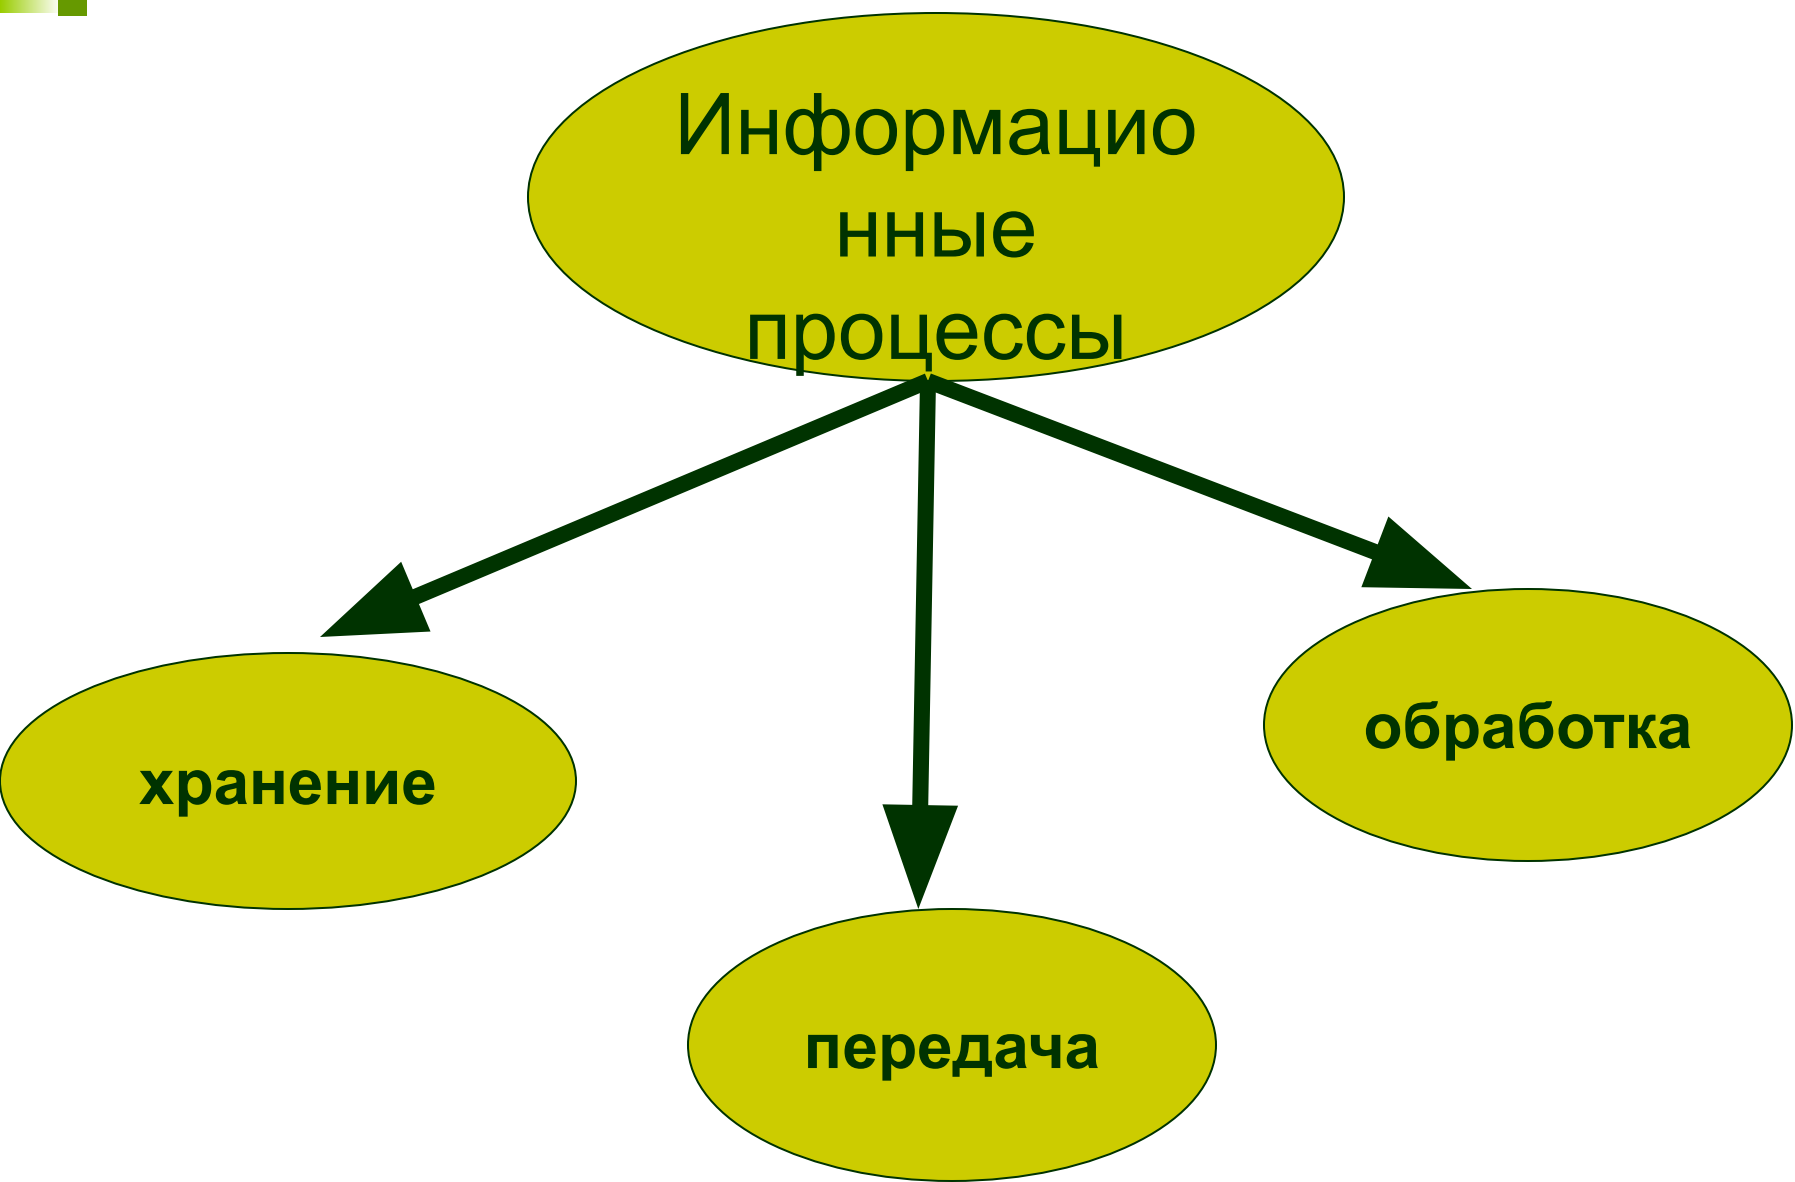 Информацио
нные
процессы
хранение
передача
обработка